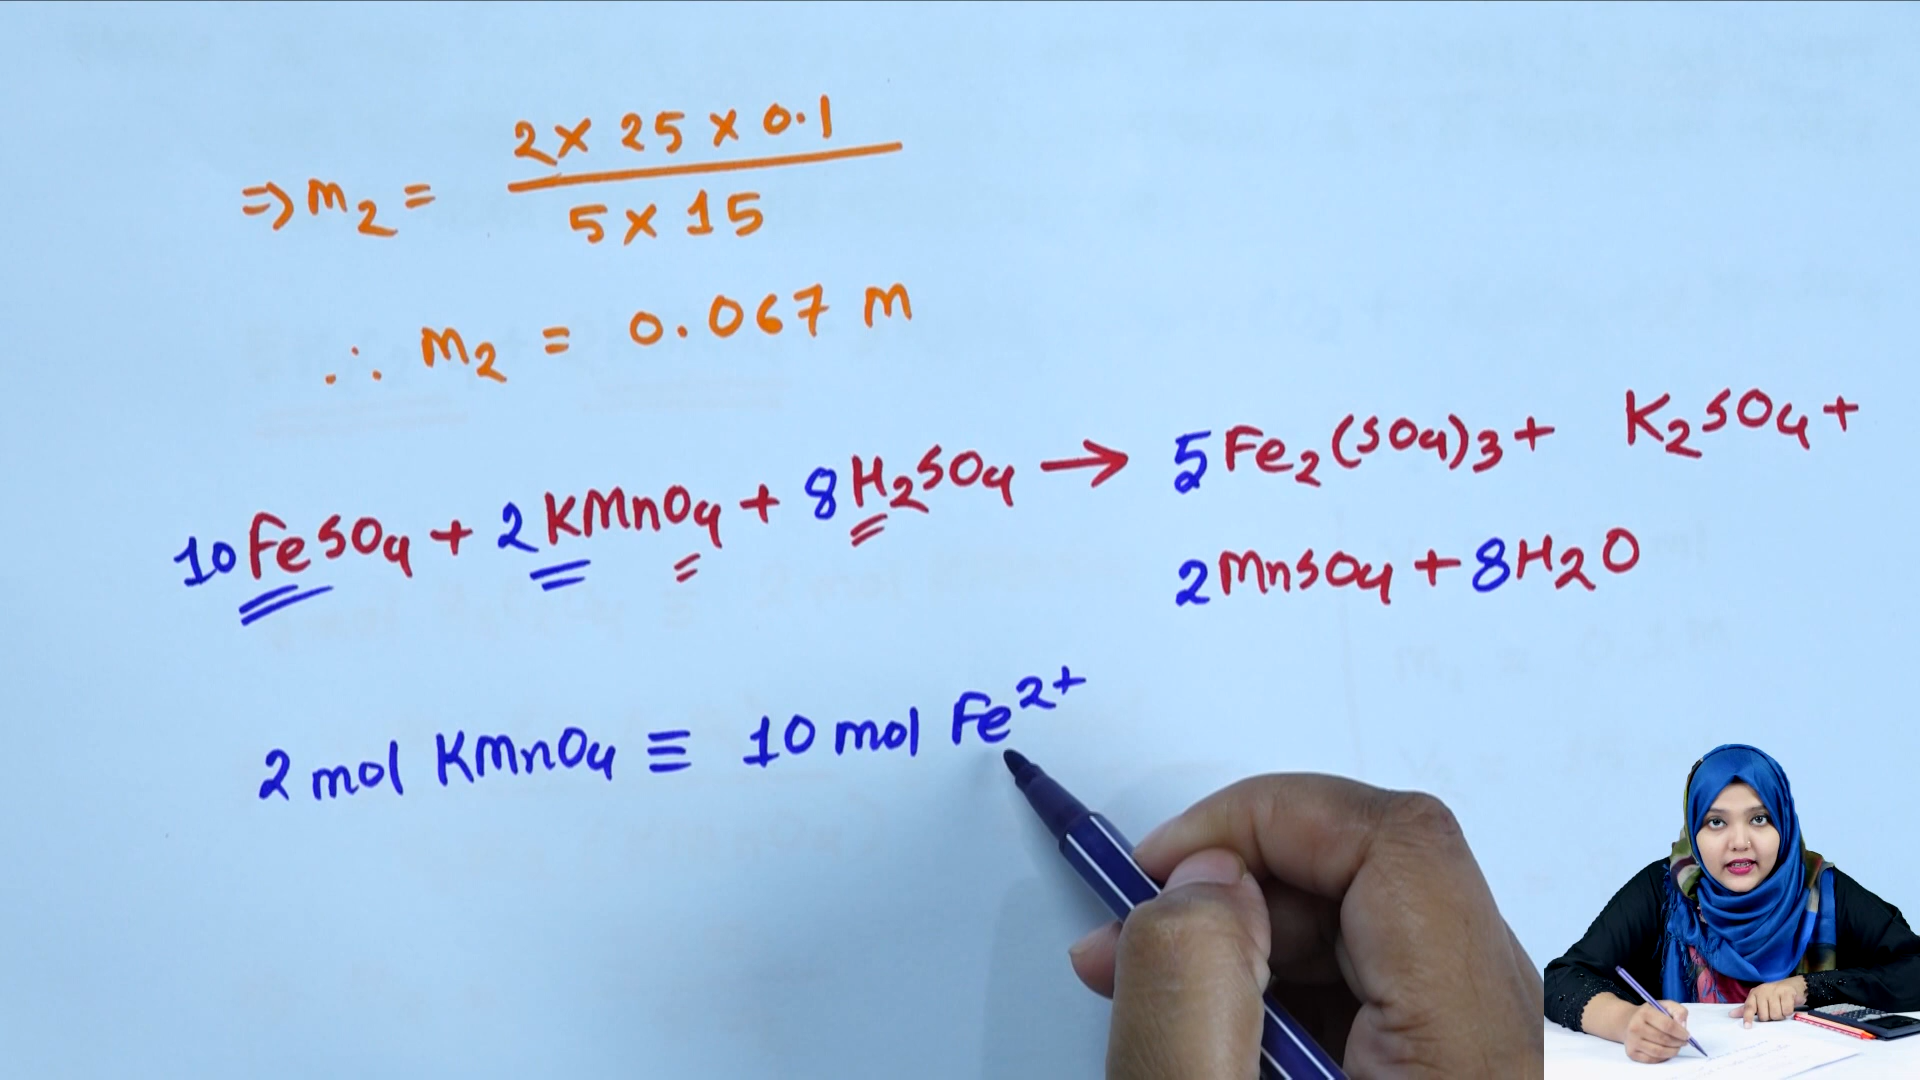 ⇒ m₂ = 2 × 25 × 0.1 / 5 × 15
∴ m₂ = 0.067 m
10FeSO₄ + 2KMnO₄ + 8H₂SO₄ → 5Fe₂(SO₄)₃ + K₂SO₄ +
2MnSO₄ + 8H₂O
2 mol KMnO₄ ≡ 10 mol Fe²⁺